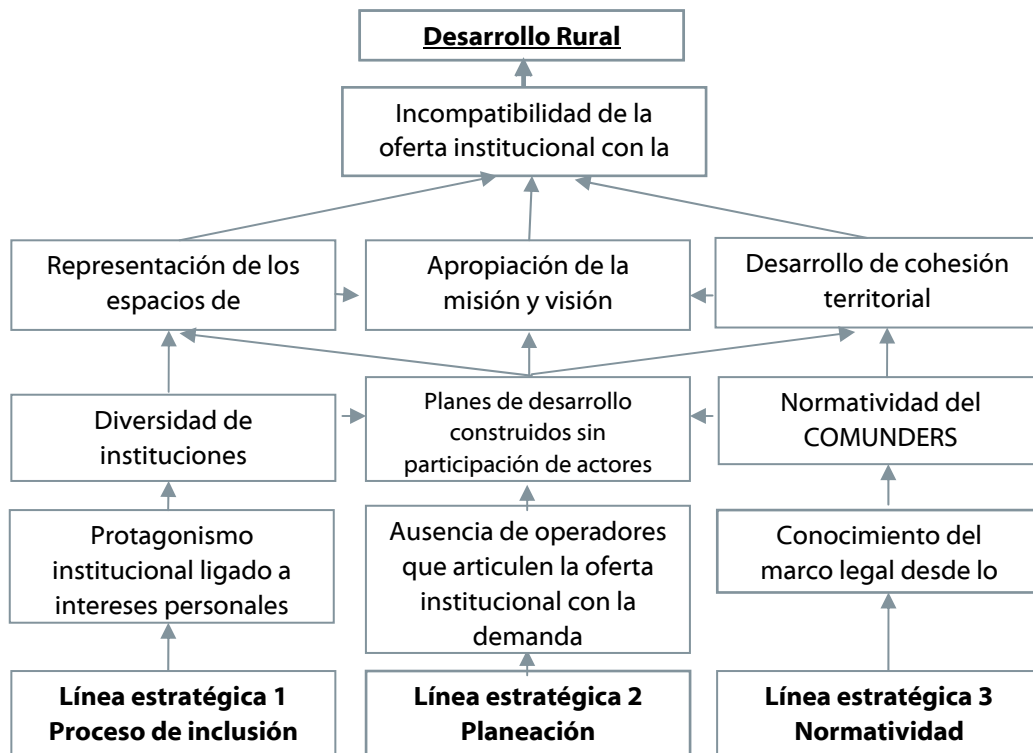 Desarrollo Rural
Incompatibilidad de la
oferta institucional con la
Representación de los
espacios de
Apropiación de la
misión y visión
Desarrollo de cohesión
territorial
Diversidad de
instituciones
Planes de desarrollo
construidos sin
participación de actores
Normatividad del
COMUNDERS
Protagonismo
institucional ligado a
intereses personales
Ausencia de operadores
que articulen la oferta
institucional con la
demanda
Conocimiento del
marco legal desde lo
Línea estratégica 1
Proceso de inclusión
Línea estratégica 2
Planeación
Línea estratégica 3
Normatividad